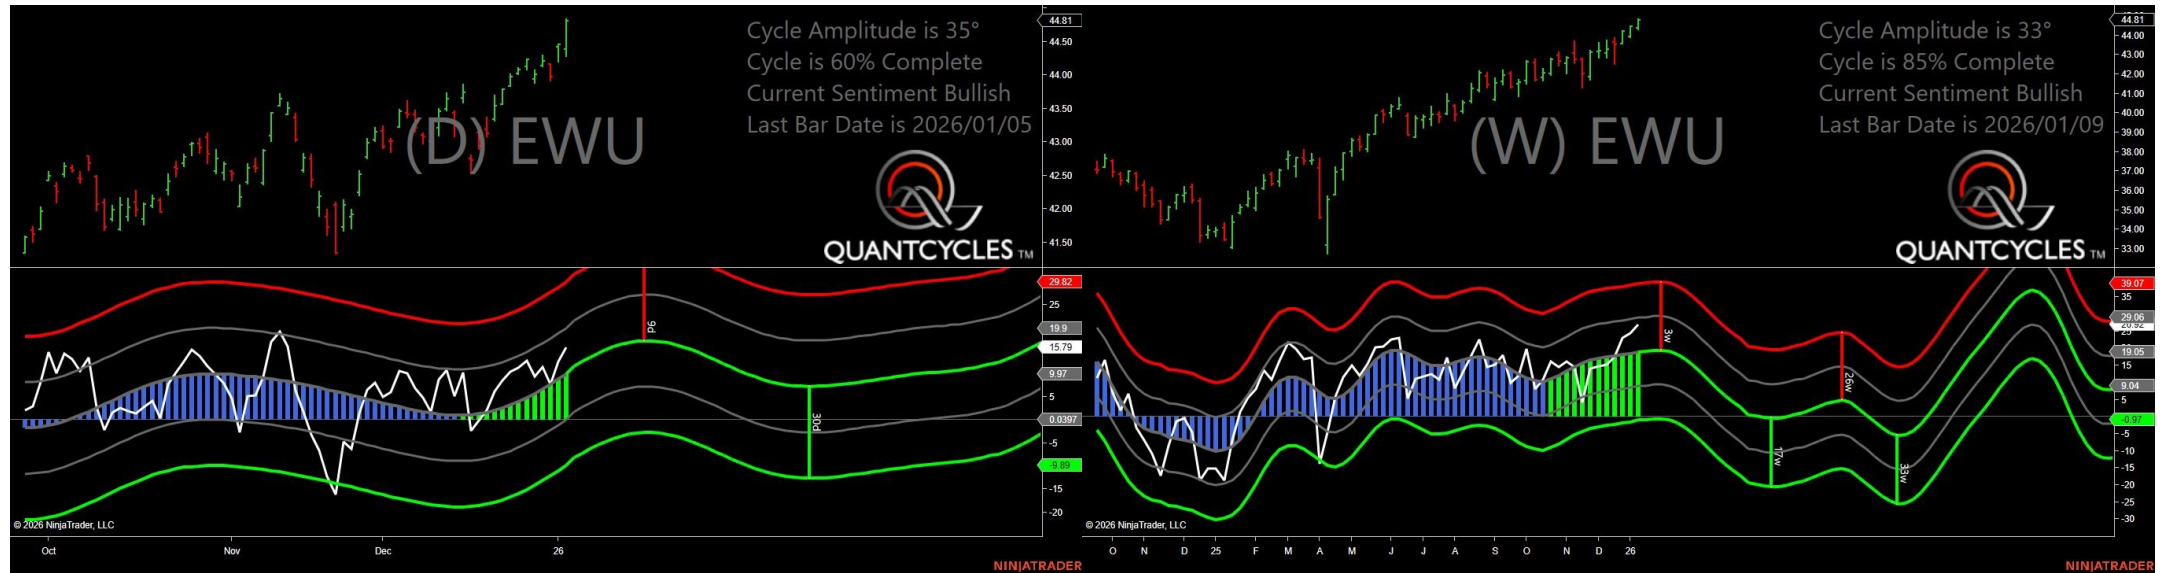 Cycle Amplitude is 35°
Cycle is 60% Complete
Current Sentiment Bullish
Last Bar Date is 2026/01/05
(D) EWU
QUANTCYCLES TM
44.81
44.50
44.00
43.50
43.00
42.50
42.00
41.50
29.82
25
19.9
15.79
9.97
5
0.0397
-5
-9.89
-15
-20
9d
30d
© 2026 NinjaTrader, LLC
Oct Nov Dec 26
NINJATRADER
Cycle Amplitude is 33°
Cycle is 85% Complete
Current Sentiment Bullish
Last Bar Date is 2026/01/09
(W) EWU
QUANTCYCLES TM
44.81
44.00
43.00
42.00
41.00
40.00
39.00
38.00
37.00
36.00
35.00
34.00
33.00
39.07
35
29.06
19.05
15
9.04
5
-0.97
-5
-10
-15
-20
-25
-30
3w
26w
17w
33w
© 2026 NinjaTrader, LLC
O N D 25 F M A M J J A S O N D 26
NINJATRADER